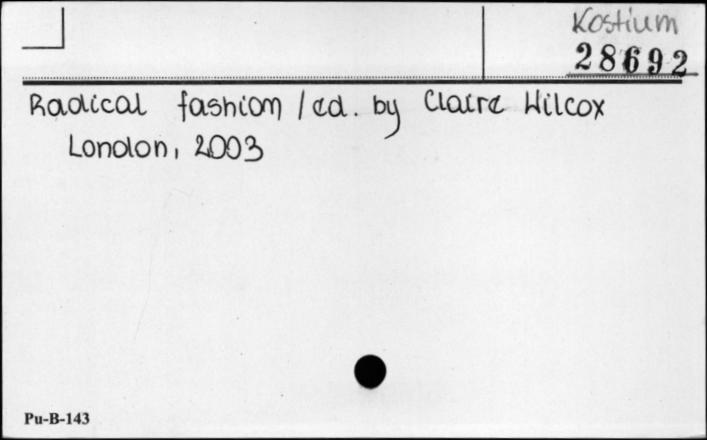 Kostium
28692
Radical fashion / ed. by Claire Wilcox
London, 2003
Pu-B-143